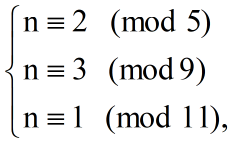 n ≡ 2 (mod 5)
n ≡ 3 (mod 9)
n ≡ 1 (mod 11),